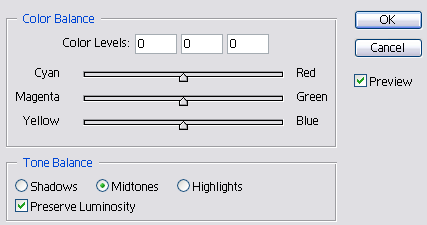 Color Balance
Color Levels: 0 0 0
Cyan Red
Magenta Green
Yellow Blue
Tone Balance
Shadows Midtones Highlights
Preserve Luminosity
OK
Cancel
Preview